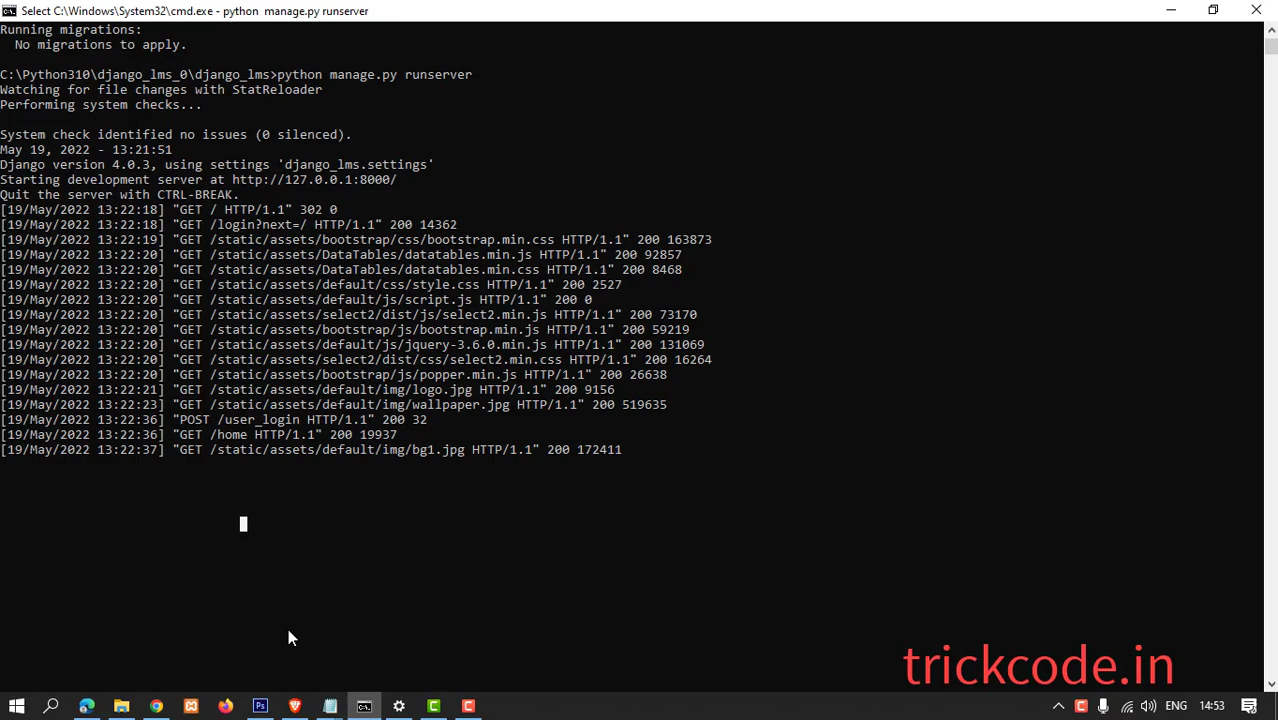 Select C:\Windows\System32\cmd.exe - python  manage.py runserver
Running migrations:
  No migrations to apply.
C:\Python310\django_lms_0\django_lms>python manage.py runserver
Watching for file changes with StatReloader
Performing system checks...
System check identified no issues (0 silenced).
May 19, 2022 - 13:21:51
Django version 4.0.3, using settings 'django_lms.settings'
Starting development server at http://127.0.0.1:8000/
Quit the server with CTRL-BREAK.
[19/May/2022 13:22:18] "GET / HTTP/1.1" 302 0
[19/May/2022 13:22:18] "GET /login?next=/ HTTP/1.1" 200 14362
[19/May/2022 13:22:19] "GET /static/assets/bootstrap/css/bootstrap.min.css HTTP/1.1" 200 163873
[19/May/2022 13:22:20] "GET /static/assets/DataTables/datatables.min.js HTTP/1.1" 200 92857
[19/May/2022 13:22:20] "GET /static/assets/DataTables/datatables.min.css HTTP/1.1" 200 8468
[19/May/2022 13:22:20] "GET /static/assets/default/css/style.css HTTP/1.1" 200 2527
[19/May/2022 13:22:20] "GET /static/assets/default/js/script.js HTTP/1.1" 200 0
[19/May/2022 13:22:20] "GET /static/assets/select2/dist/js/select2.min.js HTTP/1.1" 200 73170
[19/May/2022 13:22:20] "GET /static/assets/bootstrap/js/bootstrap.min.js HTTP/1.1" 200 59219
[19/May/2022 13:22:20] "GET /static/assets/default/js/jquery-3.6.0.min.js HTTP/1.1" 200 131069
[19/May/2022 13:22:20] "GET /static/assets/select2/dist/css/select2.min.css HTTP/1.1" 200 16264
[19/May/2022 13:22:20] "GET /static/assets/bootstrap/js/popper.min.js HTTP/1.1" 200 26638
[19/May/2022 13:22:21] "GET /static/assets/default/img/logo.jpg HTTP/1.1" 200 9156
[19/May/2022 13:22:23] "GET /static/assets/default/img/wallpaper.jpg HTTP/1.1" 200 519635
[19/May/2022 13:22:36] "POST /user_login HTTP/1.1" 200 32
[19/May/2022 13:22:36] "GET /home HTTP/1.1" 200 19937
[19/May/2022 13:22:37] "GET /static/assets/default/img/bg1.jpg HTTP/1.1" 200 172411
trickcode.in
Ps
ENG
14:53